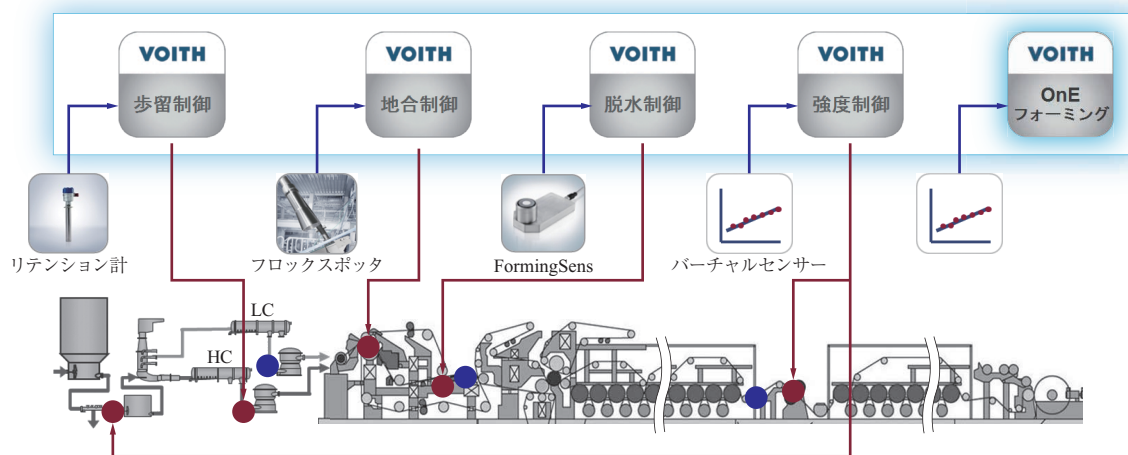 VOITH
歩留制御
VOITH
地合制御
VOITH
脱水制御
VOITH
強度制御
VOITH
OnE
フォーミング
リテンション計
フロックスポッタ
FormingSens
バーチャルセンサー
LC
HC